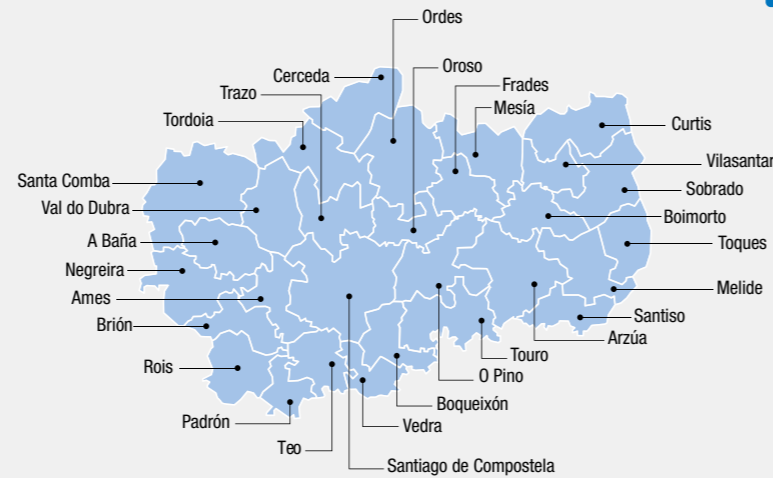 Ordes
Cerceda
Oroso
Trazo
Frades
Mesía
Tordoia
Curtis
Vilasantar
Santa Comba
Sobrado
Val do Dubra
Boimorto
A Baña
Toques
Negreira
Melide
Ames
Santiso
Brión
Arzúa
Rois
Touro
O Pino
Boqueixón
Padrón
Vedra
Teo
Santiago de Compostela